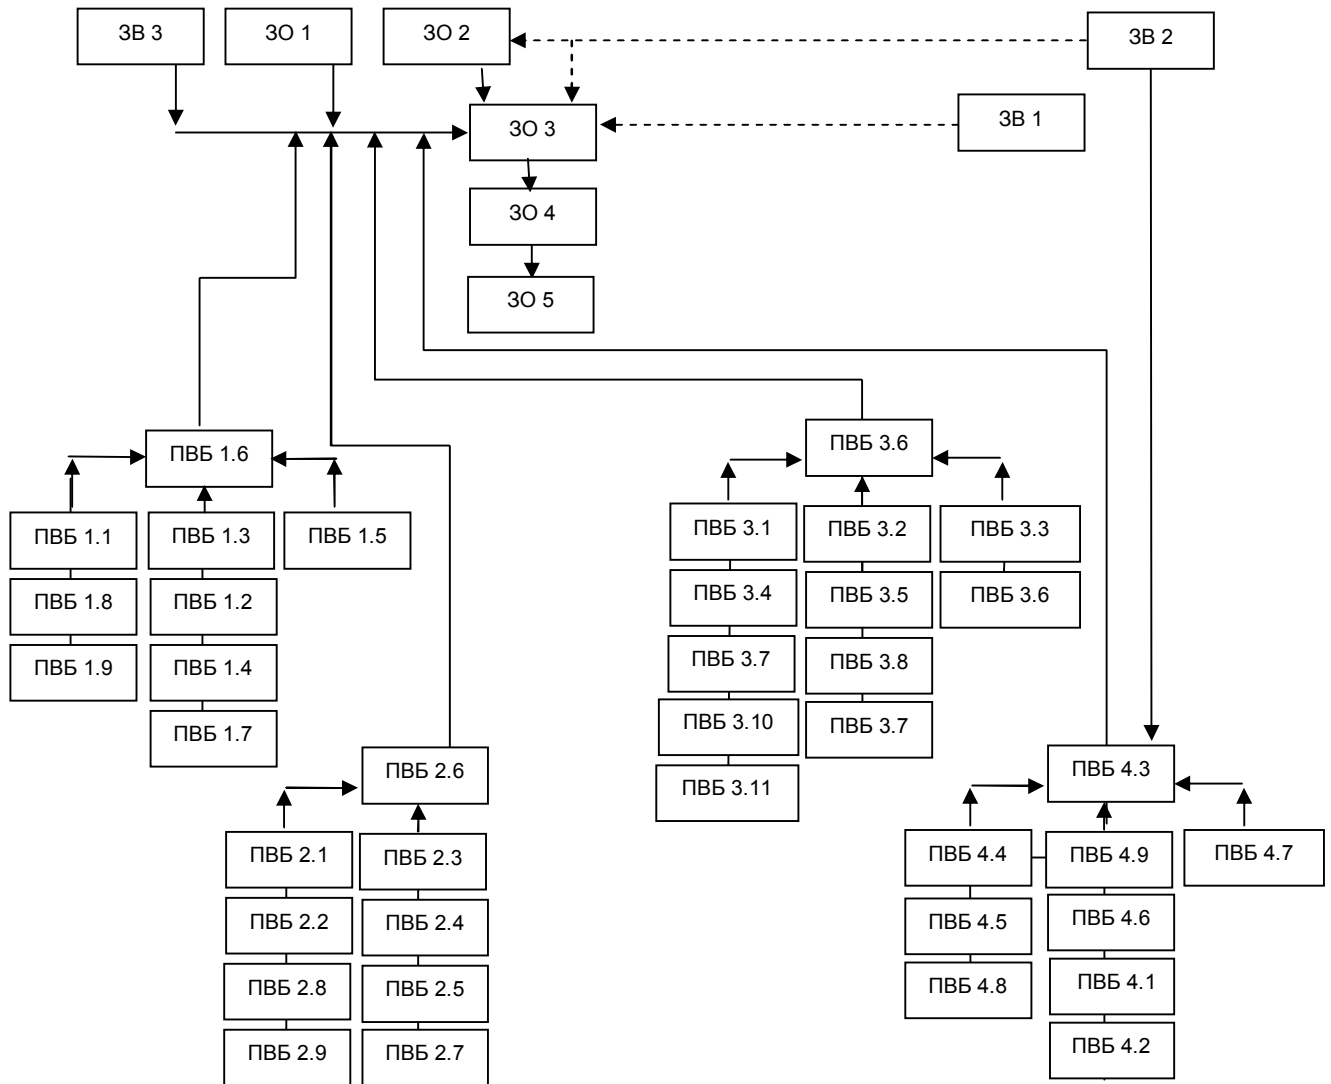 ЗВ 3
ЗО 1
ЗО 2
ЗВ 2
ЗО 3
ЗВ 1
ЗО 4
ЗО 5
ПВБ 1.6
ПВБ 3.6
ПВБ 1.1
ПВБ 1.3
ПВБ 1.5
ПВБ 3.1
ПВБ 3.2
ПВБ 3.3
ПВБ 1.8
ПВБ 1.2
ПВБ 3.4
ПВБ 3.5
ПВБ 3.6
ПВБ 1.9
ПВБ 1.4
ПВБ 3.7
ПВБ 3.8
ПВБ 1.7
ПВБ 3.10
ПВБ 3.7
ПВБ 2.6
ПВБ 3.11
ПВБ 4.3
ПВБ 2.1
ПВБ 2.3
ПВБ 4.4
ПВБ 4.9
ПВБ 4.7
ПВБ 2.2
ПВБ 2.4
ПВБ 4.5
ПВБ 4.6
ПВБ 2.8
ПВБ 2.5
ПВБ 4.8
ПВБ 4.1
ПВБ 2.9
ПВБ 2.7
ПВБ 4.2